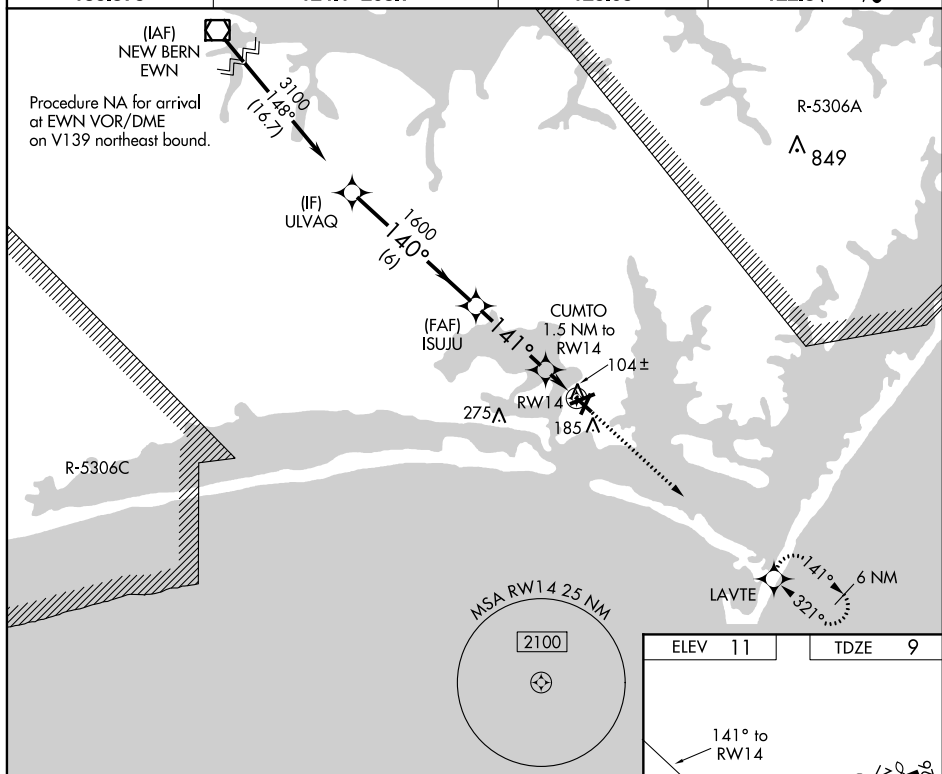 (IAF)
NEW BERN
EWN
Procedure NA for arrival
at EWN VOR/DME
on V139 northeast bound.
3100
148°
(16.7)
R-5306A
849
(IF)
ULVAQ
1600
140°
(6)
(FAF)
ISUJU
141°
CUMTO
1.5 NM to
RW14
104±
RW14
275
185
R-5306C
141°
6 NM
LAVTE
321°
MSA RW14 25 NM
2100
ELEV 11
TDZE 9
141° to
RW14